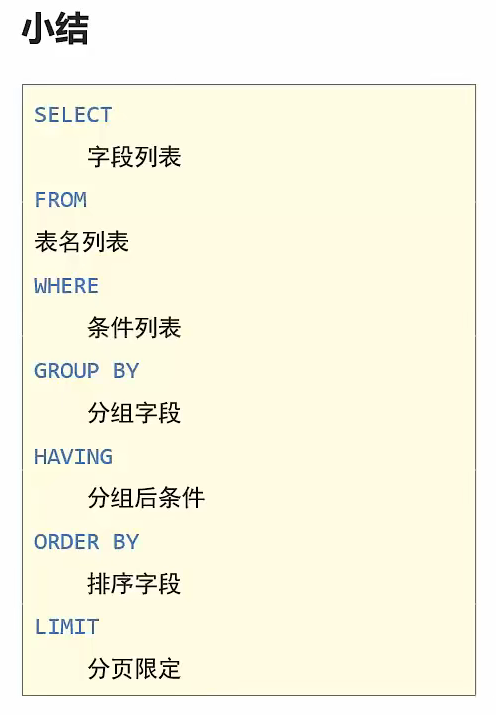 小结
SELECT
字段列表
FROM
表名列表
WHERE
条件列表
GROUP BY
分组字段
HAVING
分组后条件
ORDER BY
排序字段
LIMIT
分页限定